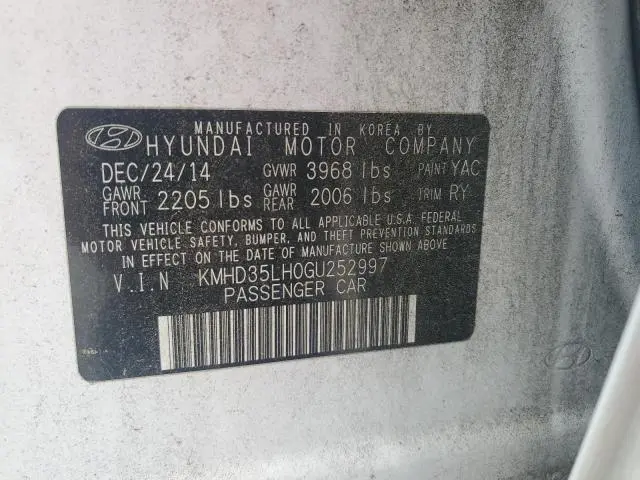 MANUFACTURED IN KOREA BY
HYUNDAI MOTOR COMPANY
DEC/24/14 GVWR 3968 lbs PAINT YAC
GAWR FRONT 2205 lbs GAWR REAR 2006 lbs TRIM RY
THIS VEHICLE CONFORMS TO ALL APPLICABLE U.S.A. FEDERAL
MOTOR VEHICLE SAFETY, BUMPER, AND THEFT PREVENTION STANDARDS
IN EFFECT ON THE DATE OF MANUFACTURE SHOWN ABOVE.
V.I.N KMHD35LH0GU252997
PASSENGER CAR